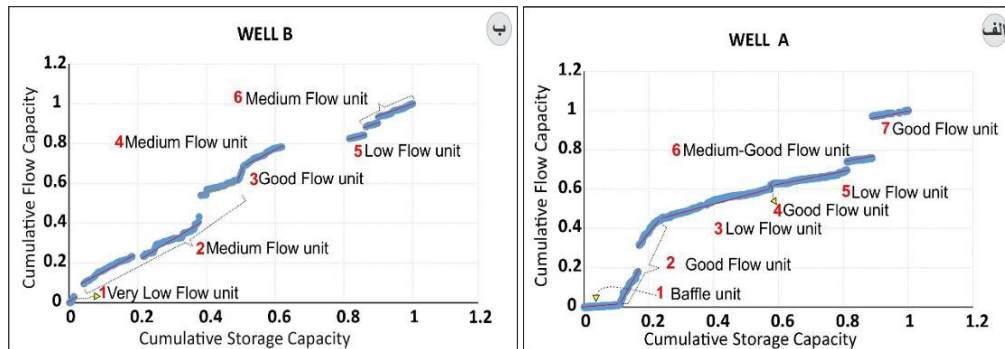 WELL B
ب
Cumulative Flow Capacity
1.2
1
0.8
0.6
0.4
0.2
0
6 Medium Flow unit
4 Medium Flow unit
5 Low Flow unit
3 Good Flow unit
2 Medium Flow unit
1 Very Low Flow unit
0 0.2 0.4 0.6 0.8 1 1.2
Cumulative Storage Capacity
WELL A
الف
Cumulative Flow Capacity
1.2
1
0.8
0.6
0.4
0.2
0
7 Good Flow unit
6 Medium-Good Flow unit
5 Low Flow unit
4 Good Flow unit
3 Low Flow unit
2 Good Flow unit
1 Baffle unit
0 0.2 0.4 0.6 0.8 1 1.2
Cumulative Storage Capacity